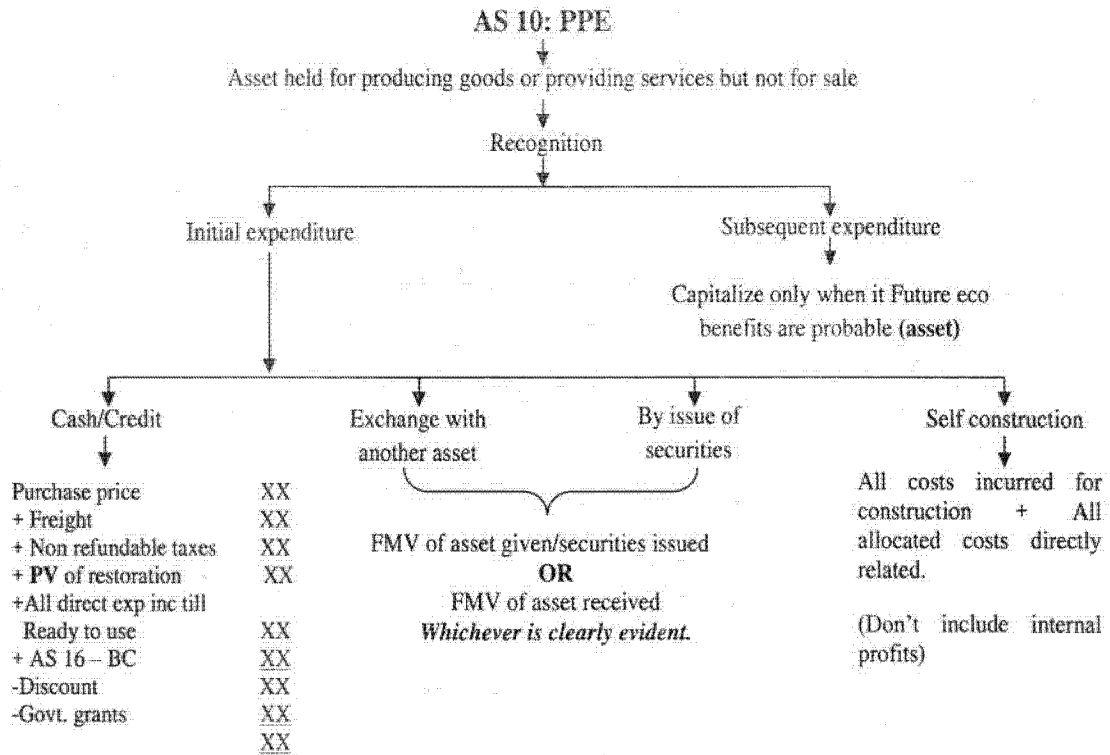 AS 10: PPE
Asset held for producing goods or providing services but not for sale
Recognition
Initial expenditure
Subsequent expenditure
Capitalize only when it Future eco
benefits are probable (asset)
Cash/Credit
Purchase price XX
+ Freight XX
+ Non refundable taxes XX
+ PV of restoration XX
+All direct exp inc till
Ready to use XX
+ AS 16 – BC XX
-Discount XX
-Govt. grants XX
XX
Exchange with
another asset
By issue of
securities
FMV of asset given/securities issued
OR
FMV of asset received
Whichever is clearly evident.
Self construction
All costs incurred for
construction + All
allocated costs directly
related.
(Don't include internal
profits)